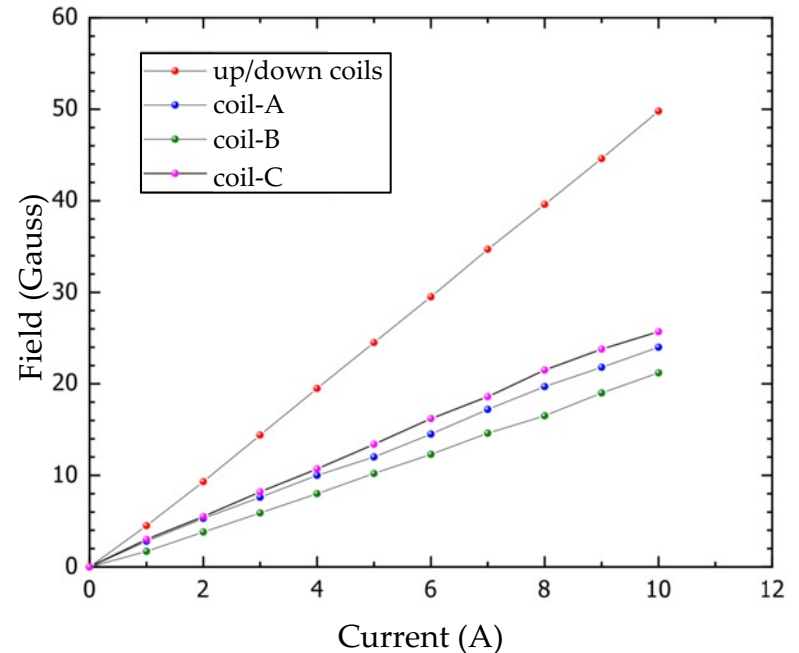 60
50
40
30
20
10
0
Field (Gauss)
up/down coils
coil-A
coil-B
coil-C
0 2 4 6 8 10 12
Current (A)